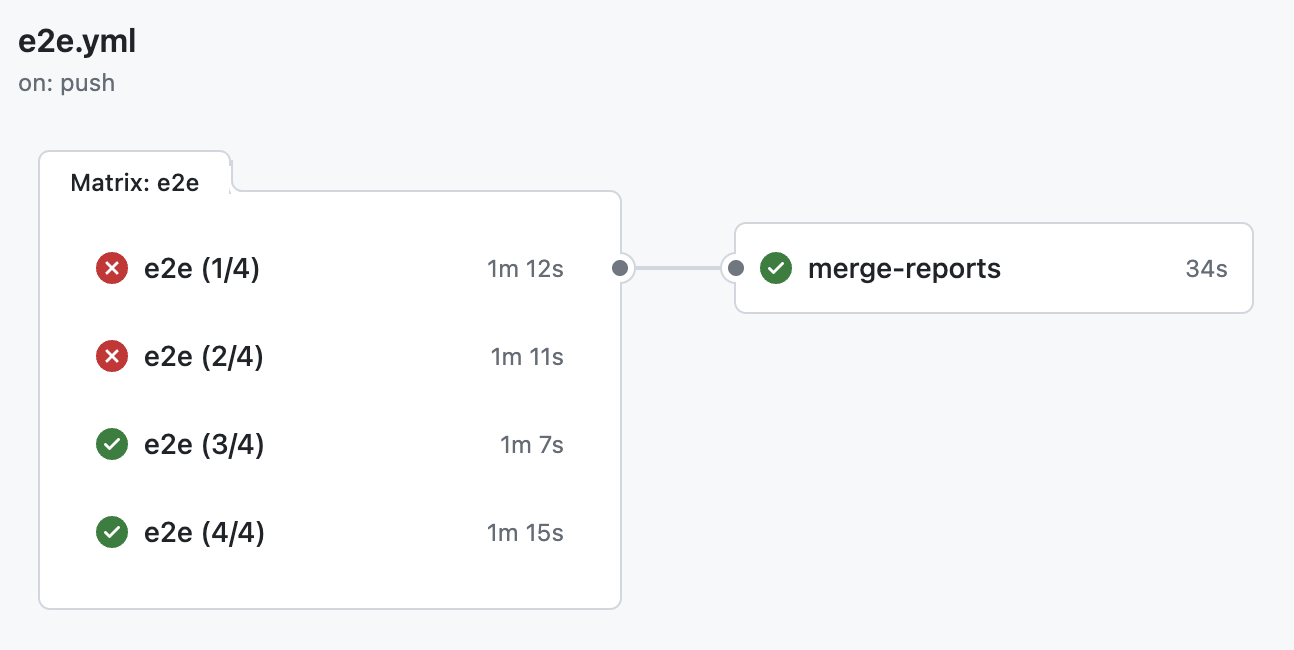 e2e.yml
on: push
Matrix: e2e
e2e (1/4) 1m 12s
e2e (2/4) 1m 11s
e2e (3/4) 1m 7s
e2e (4/4) 1m 15s
merge-reports 34s